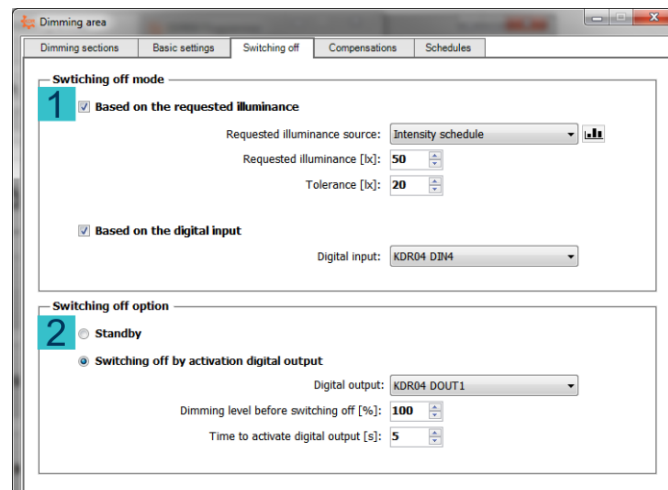 Dimming area
Dimming sections Basic settings Switching off Compensations Schedules
Swtiching off mode
1
Based on the requested illuminance
Requested illuminance source: Intensity schedule
Requested illuminance [lx]: 50
Tolerance [lx]: 20
Based on the digital input
Digital input: KDR04 DIN4
Switching off option
2
Standby
Switching off by activation digital output
Digital output: KDR04 DOUT1
Dimming level before switching off [%]: 100
Time to activate digital output [s]: 5